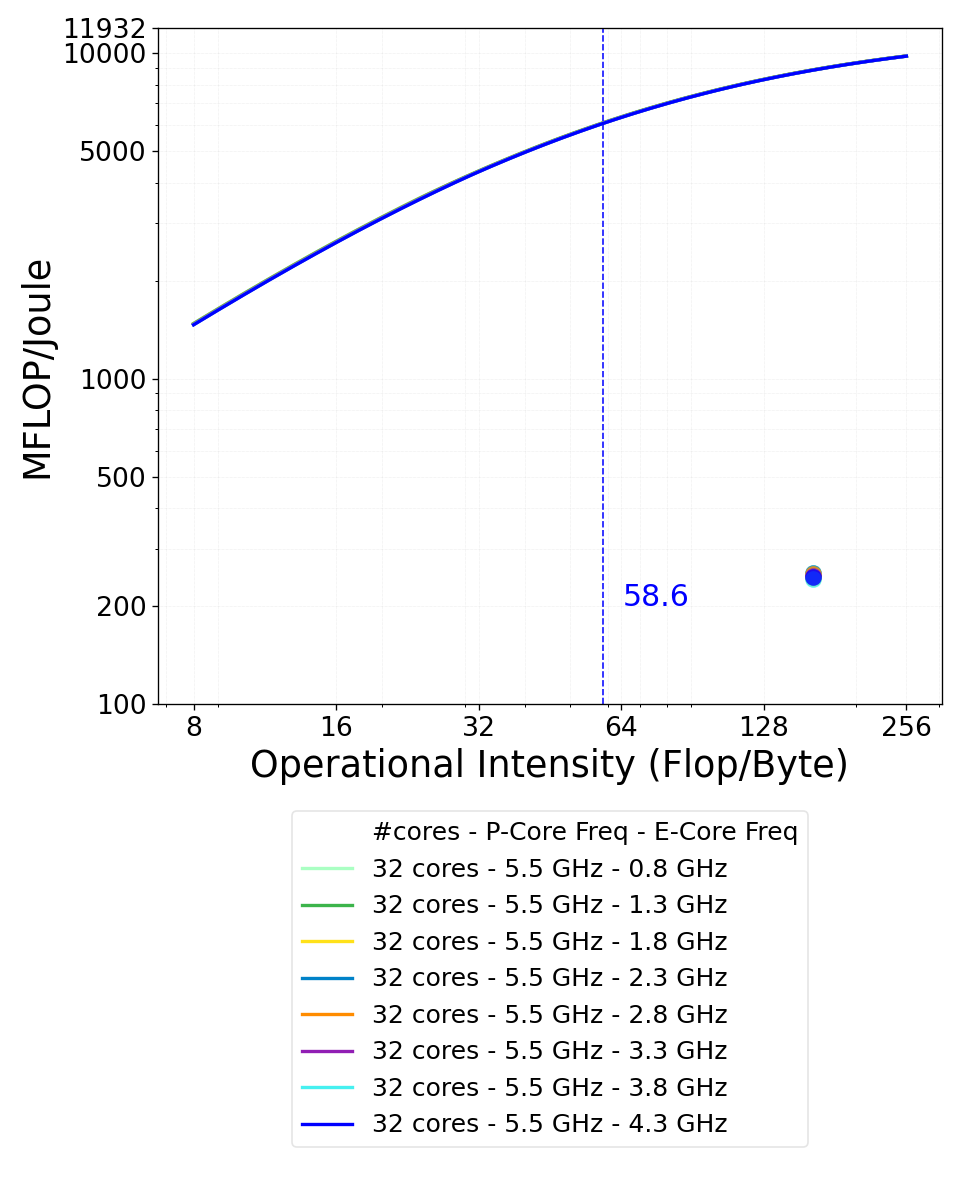 11932
10000
5000
1000
500
200
100
MFLOP/Joule
58.6
8 16 32 64 128 256
Operational Intensity (Flop/Byte)
#cores - P-Core Freq - E-Core Freq
32 cores - 5.5 GHz - 0.8 GHz
32 cores - 5.5 GHz - 1.3 GHz
32 cores - 5.5 GHz - 1.8 GHz
32 cores - 5.5 GHz - 2.3 GHz
32 cores - 5.5 GHz - 2.8 GHz
32 cores - 5.5 GHz - 3.3 GHz
32 cores - 5.5 GHz - 3.8 GHz
32 cores - 5.5 GHz - 4.3 GHz